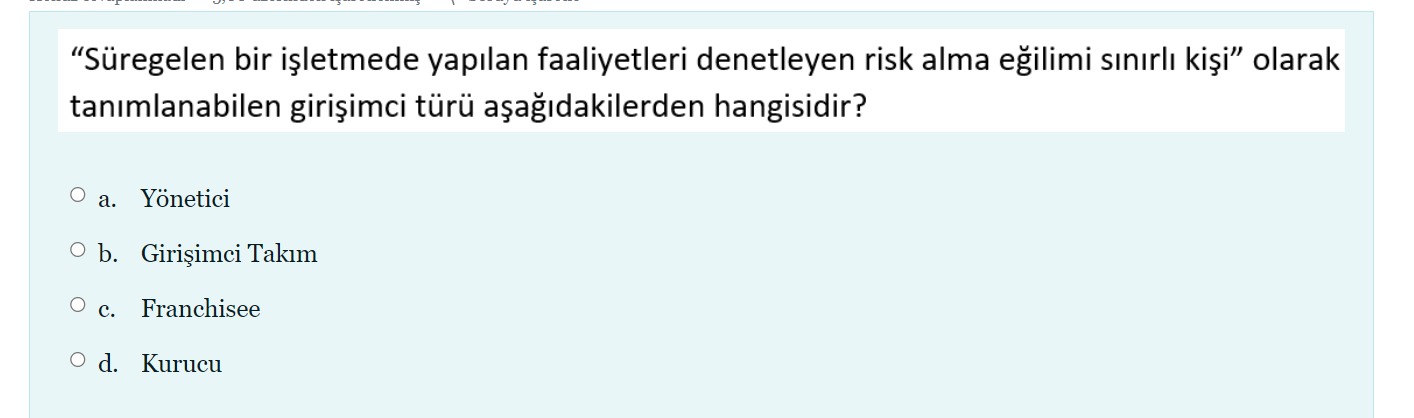 “Süregelen bir işletmede yapılan faaliyetleri denetleyen risk alma eğilimi sınırlı kişi” olarak
tanımlanabilen girişimci türü aşağıdakilerden hangisidir?
a. Yönetici
b. Girişimci Takım
c. Franchisee
d. Kurucu